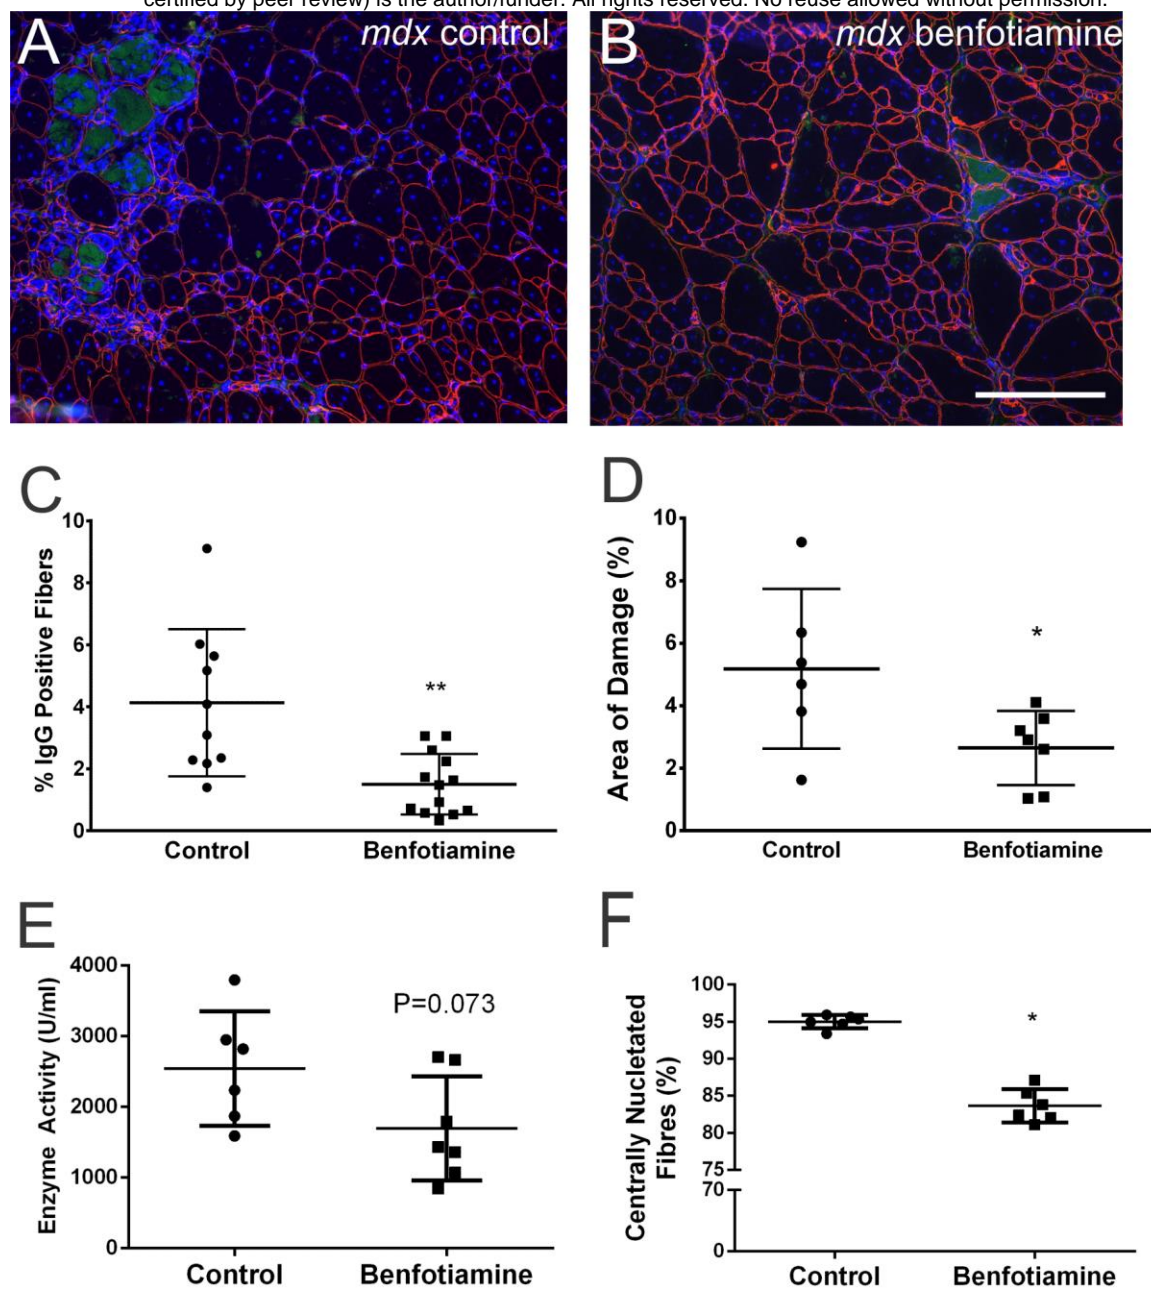 certified by peer review) is the author/funder. All rights reserved. No reuse allowed without permission.
A
mdx control
B
mdx benfotiamine
C
% IgG Positive Fibers
10
8
6
4
2
0
**
Control
Benfotiamine
D
Area of Damage (%)
10
8
6
4
2
0
*
Control
Benfotiamine
E
Enzyme Activity (U/ml)
4000
3000
2000
1000
0
P=0.073
Control
Benfotiamine
F
Centrally Nucletated
Fibres (%)
100
95
90
85
80
75
70
0
*
Control
Benfotiamine